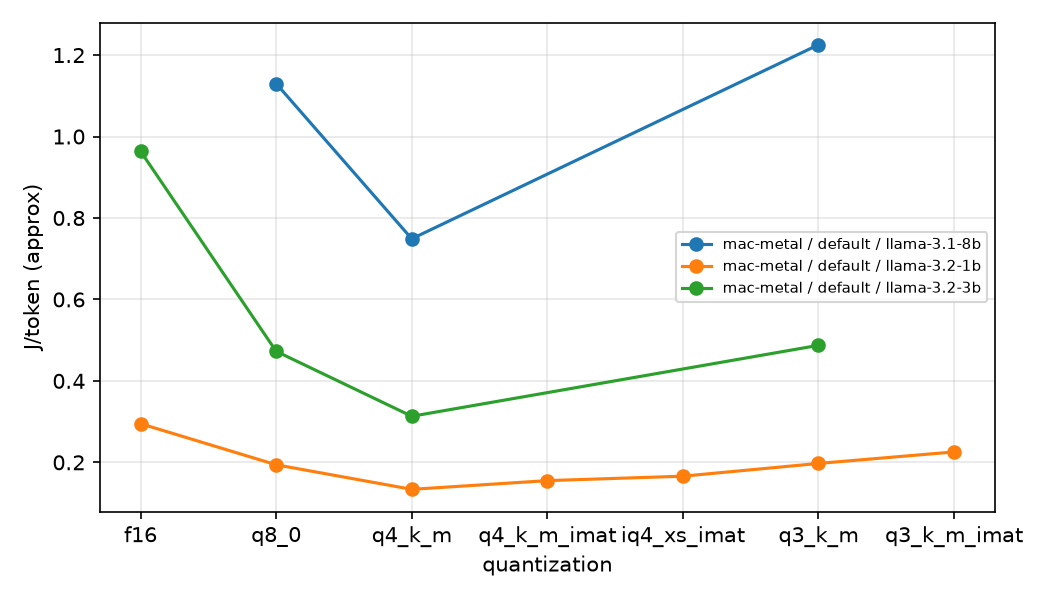 1.2
1.0
0.8
0.6
0.4
0.2
J/token (approx)
mac-metal / default / llama-3.1-8b
mac-metal / default / llama-3.2-1b
mac-metal / default / llama-3.2-3b
f16 q8_0 q4_k_m q4_k_m_imat iq4_xs_imat q3_k_m q3_k_m_imat
quantization